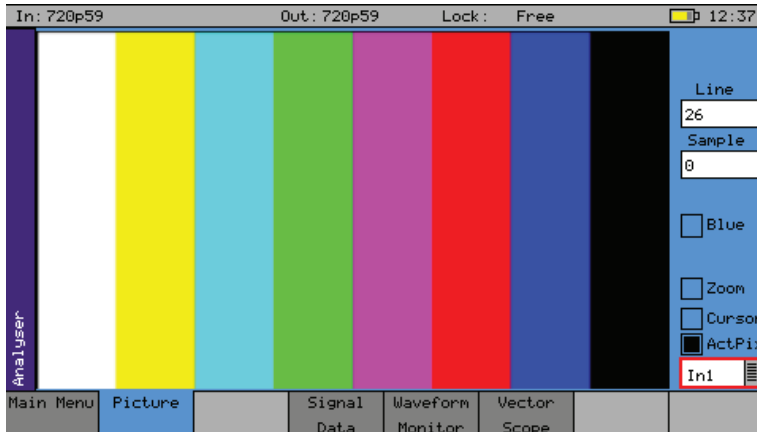 In: 720p59 Out: 720p59 Lock: Free 12:37
Line
26
Sample
0
Blue
Zoom
Cursor
ActPi
In1
Analyser
Main Menu Picture Signal Data Waveform Monitor Vector Scope